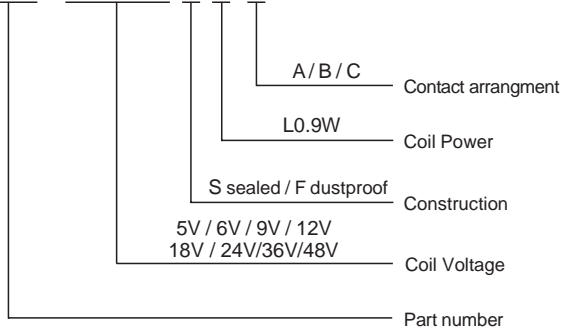 A / B / C
Contact arrangment
L0.9W
Coil Power
S sealed / F dustproof
Construction
5V / 6V / 9V / 12V
18V / 24V/36V/48V
Coil Voltage
Part number